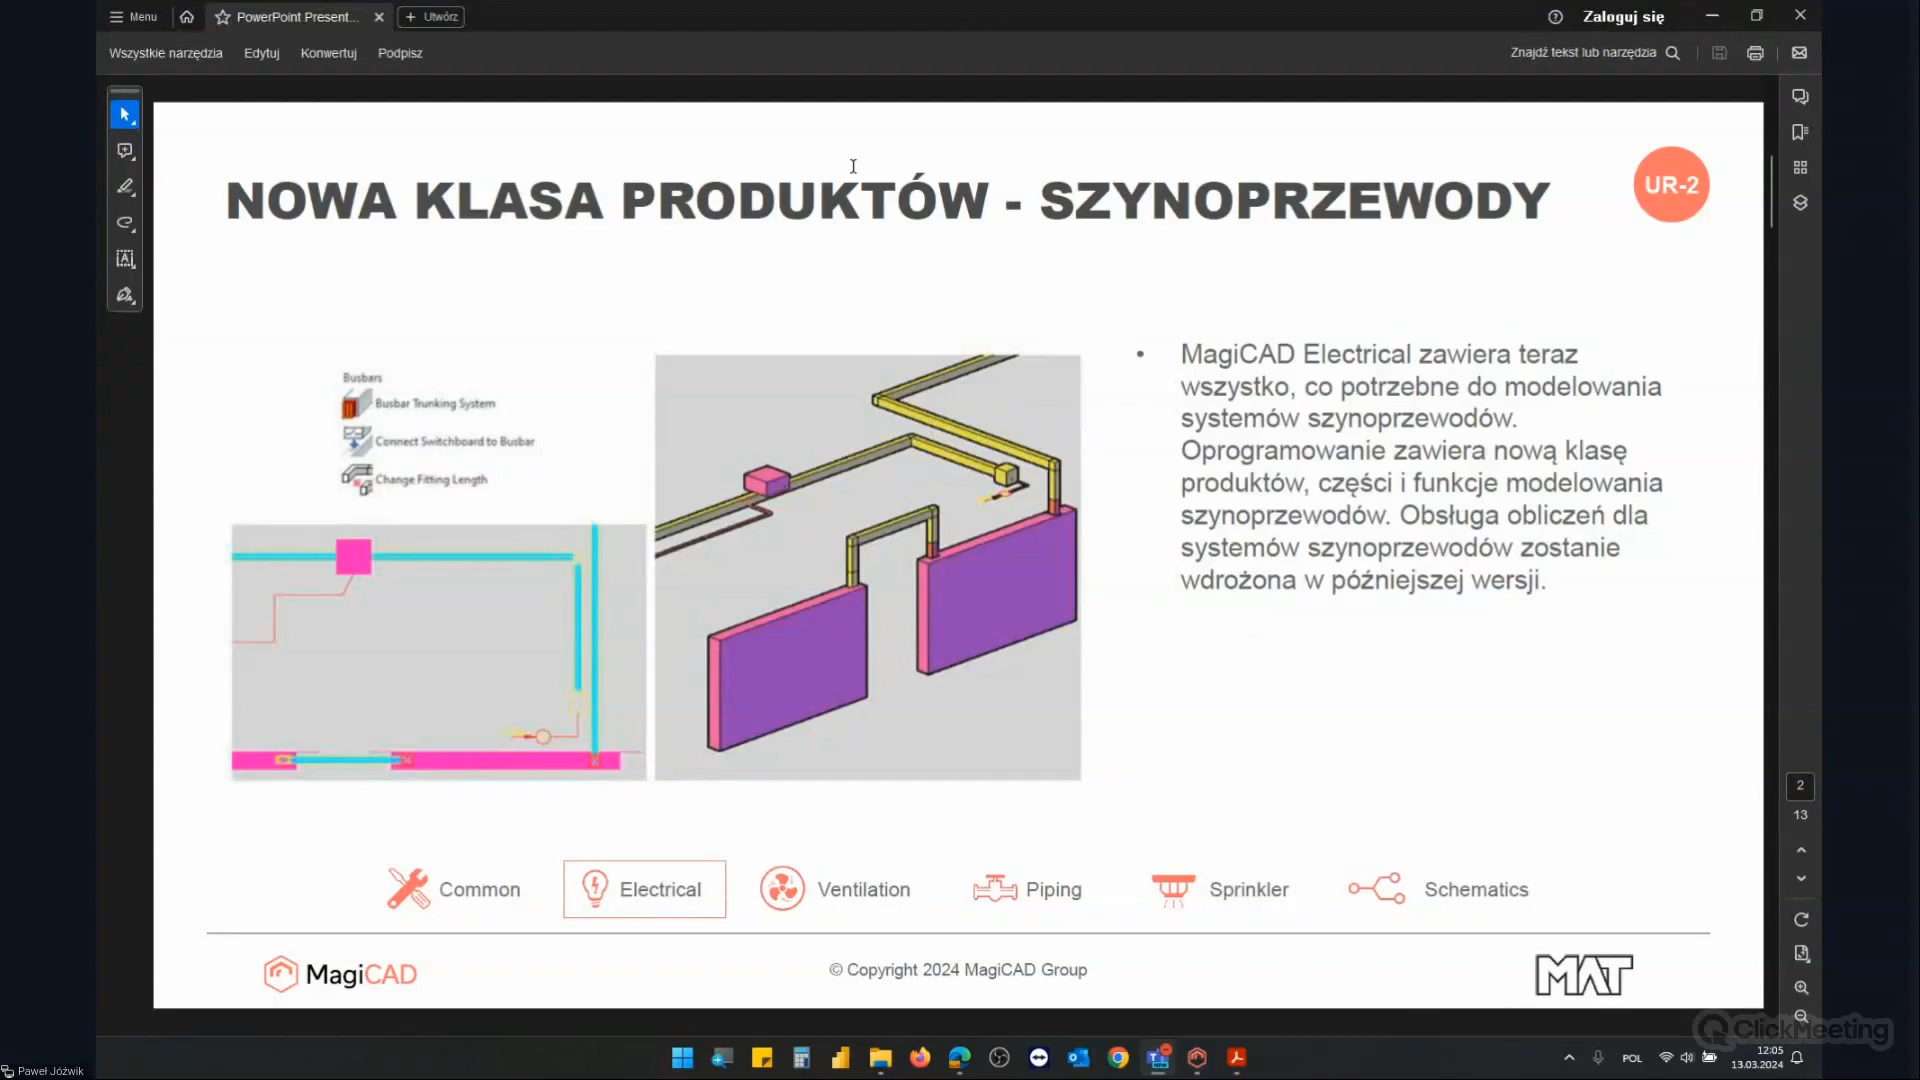 Menu
PowerPoint Present...
Utwórz
Zaloguj się
Wszystkie narzędzia
Edytuj
Konwertuj
Podpisz
Znajdź tekst lub narzędzia
NOWA KLASA PRODUKTÓW - SZYNOPRZEWODY
UR-2
Busbars
Busbar Trunking System
Connect Switchboard to Busbar
Change Fitting Length
• MagiCAD Electrical zawiera teraz
wszystko, co potrzebne do modelowania
systemów szynoprzewodów.
Oprogramowanie zawiera nową klasę
produktów, części i funkcje modelowania
szynoprzewodów. Obsługa obliczeń dla
systemów szynoprzewodów zostanie
wdrożona w późniejszej wersji.
2
13
Common
Electrical
Ventilation
Piping
Sprinkler
Schematics
MagiCAD
© Copyright 2024 MagiCAD Group
MAT
ClickMeeting
POL
12:05
13.03.2024
Paweł Jóźwik